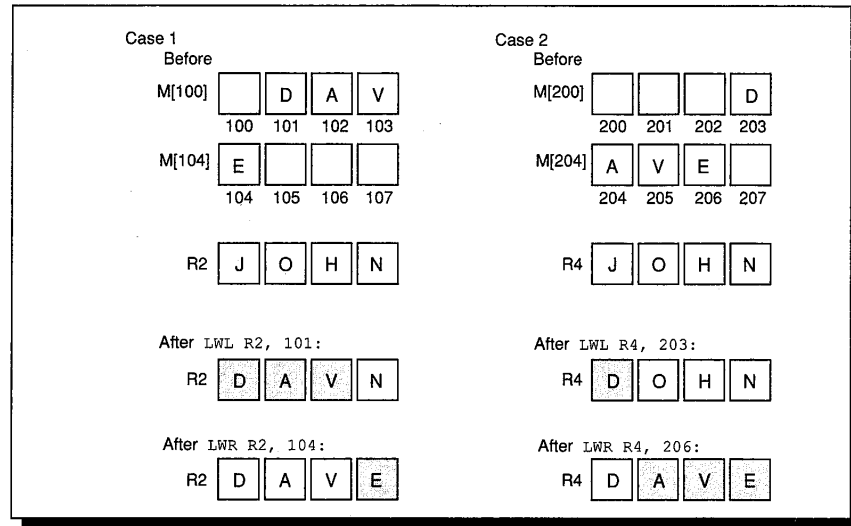 Case 1
Before
M[100] D A V
100 101 102 103
M[104] E
104 105 106 107
R2 J O H N
After LWL R2, 101:
R2 D A V N
After LWR R2, 104:
R2 D A V E
Case 2
Before
M[200] D
200 201 202 203
M[204] A V E
204 205 206 207
R4 J O H N
After LWL R4, 203:
R4 D O H N
After LWR R4, 206:
R4 D A V E